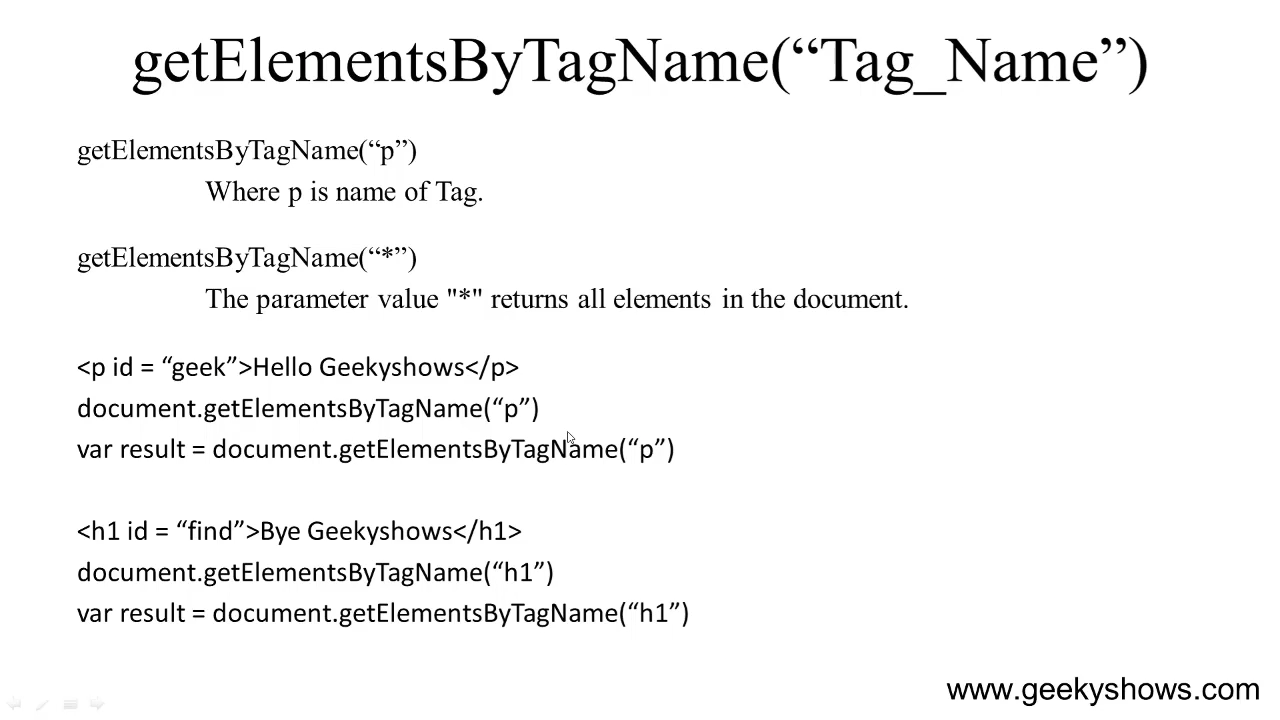 getElementsByTagName(“Tag_Name”)
getElementsByTagName(“p”)
Where p is name of Tag.
getElementsByTagName(“*”)
The parameter value "*" returns all elements in the document.
<p id = “geek”>Hello Geekyshows</p>
document.getElementsByTagName(“p”)
var result = document.getElementsByTagName(“p”)
<h1 id = “find”>Bye Geekyshows</h1>
document.getElementsByTagName(“h1”)
var result = document.getElementsByTagName(“h1”)
www.geekyshows.com